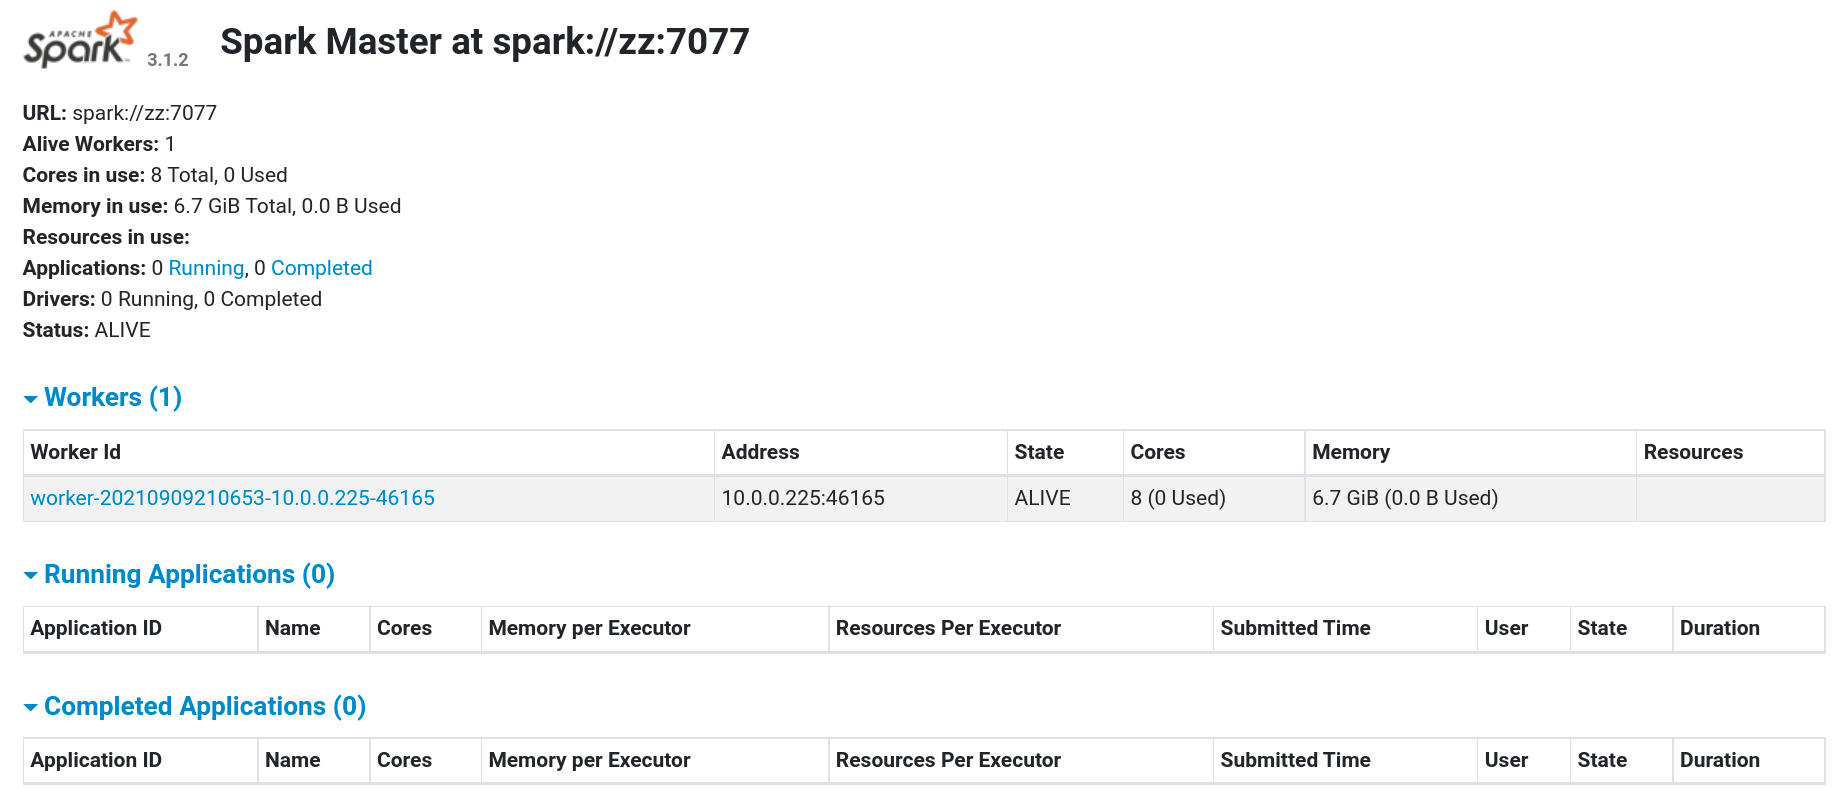 APACHE
Spark 3.1.2 Spark Master at spark://zz:7077
URL: spark://zz:7077
Alive Workers: 1
Cores in use: 8 Total, 0 Used
Memory in use: 6.7 GiB Total, 0.0 B Used
Resources in use:
Applications: 0 Running, 0 Completed
Drivers: 0 Running, 0 Completed
Status: ALIVE
Workers (1)
Worker Id Address State Cores Memory Resources
worker-20210909210653-10.0.0.225-46165 10.0.0.225:46165 ALIVE 8 (0 Used) 6.7 GiB (0.0 B Used)
Running Applications (0)
Application ID Name Cores Memory per Executor Resources Per Executor Submitted Time User State Duration
Completed Applications (0)
Application ID Name Cores Memory per Executor Resources Per Executor Submitted Time User State Duration